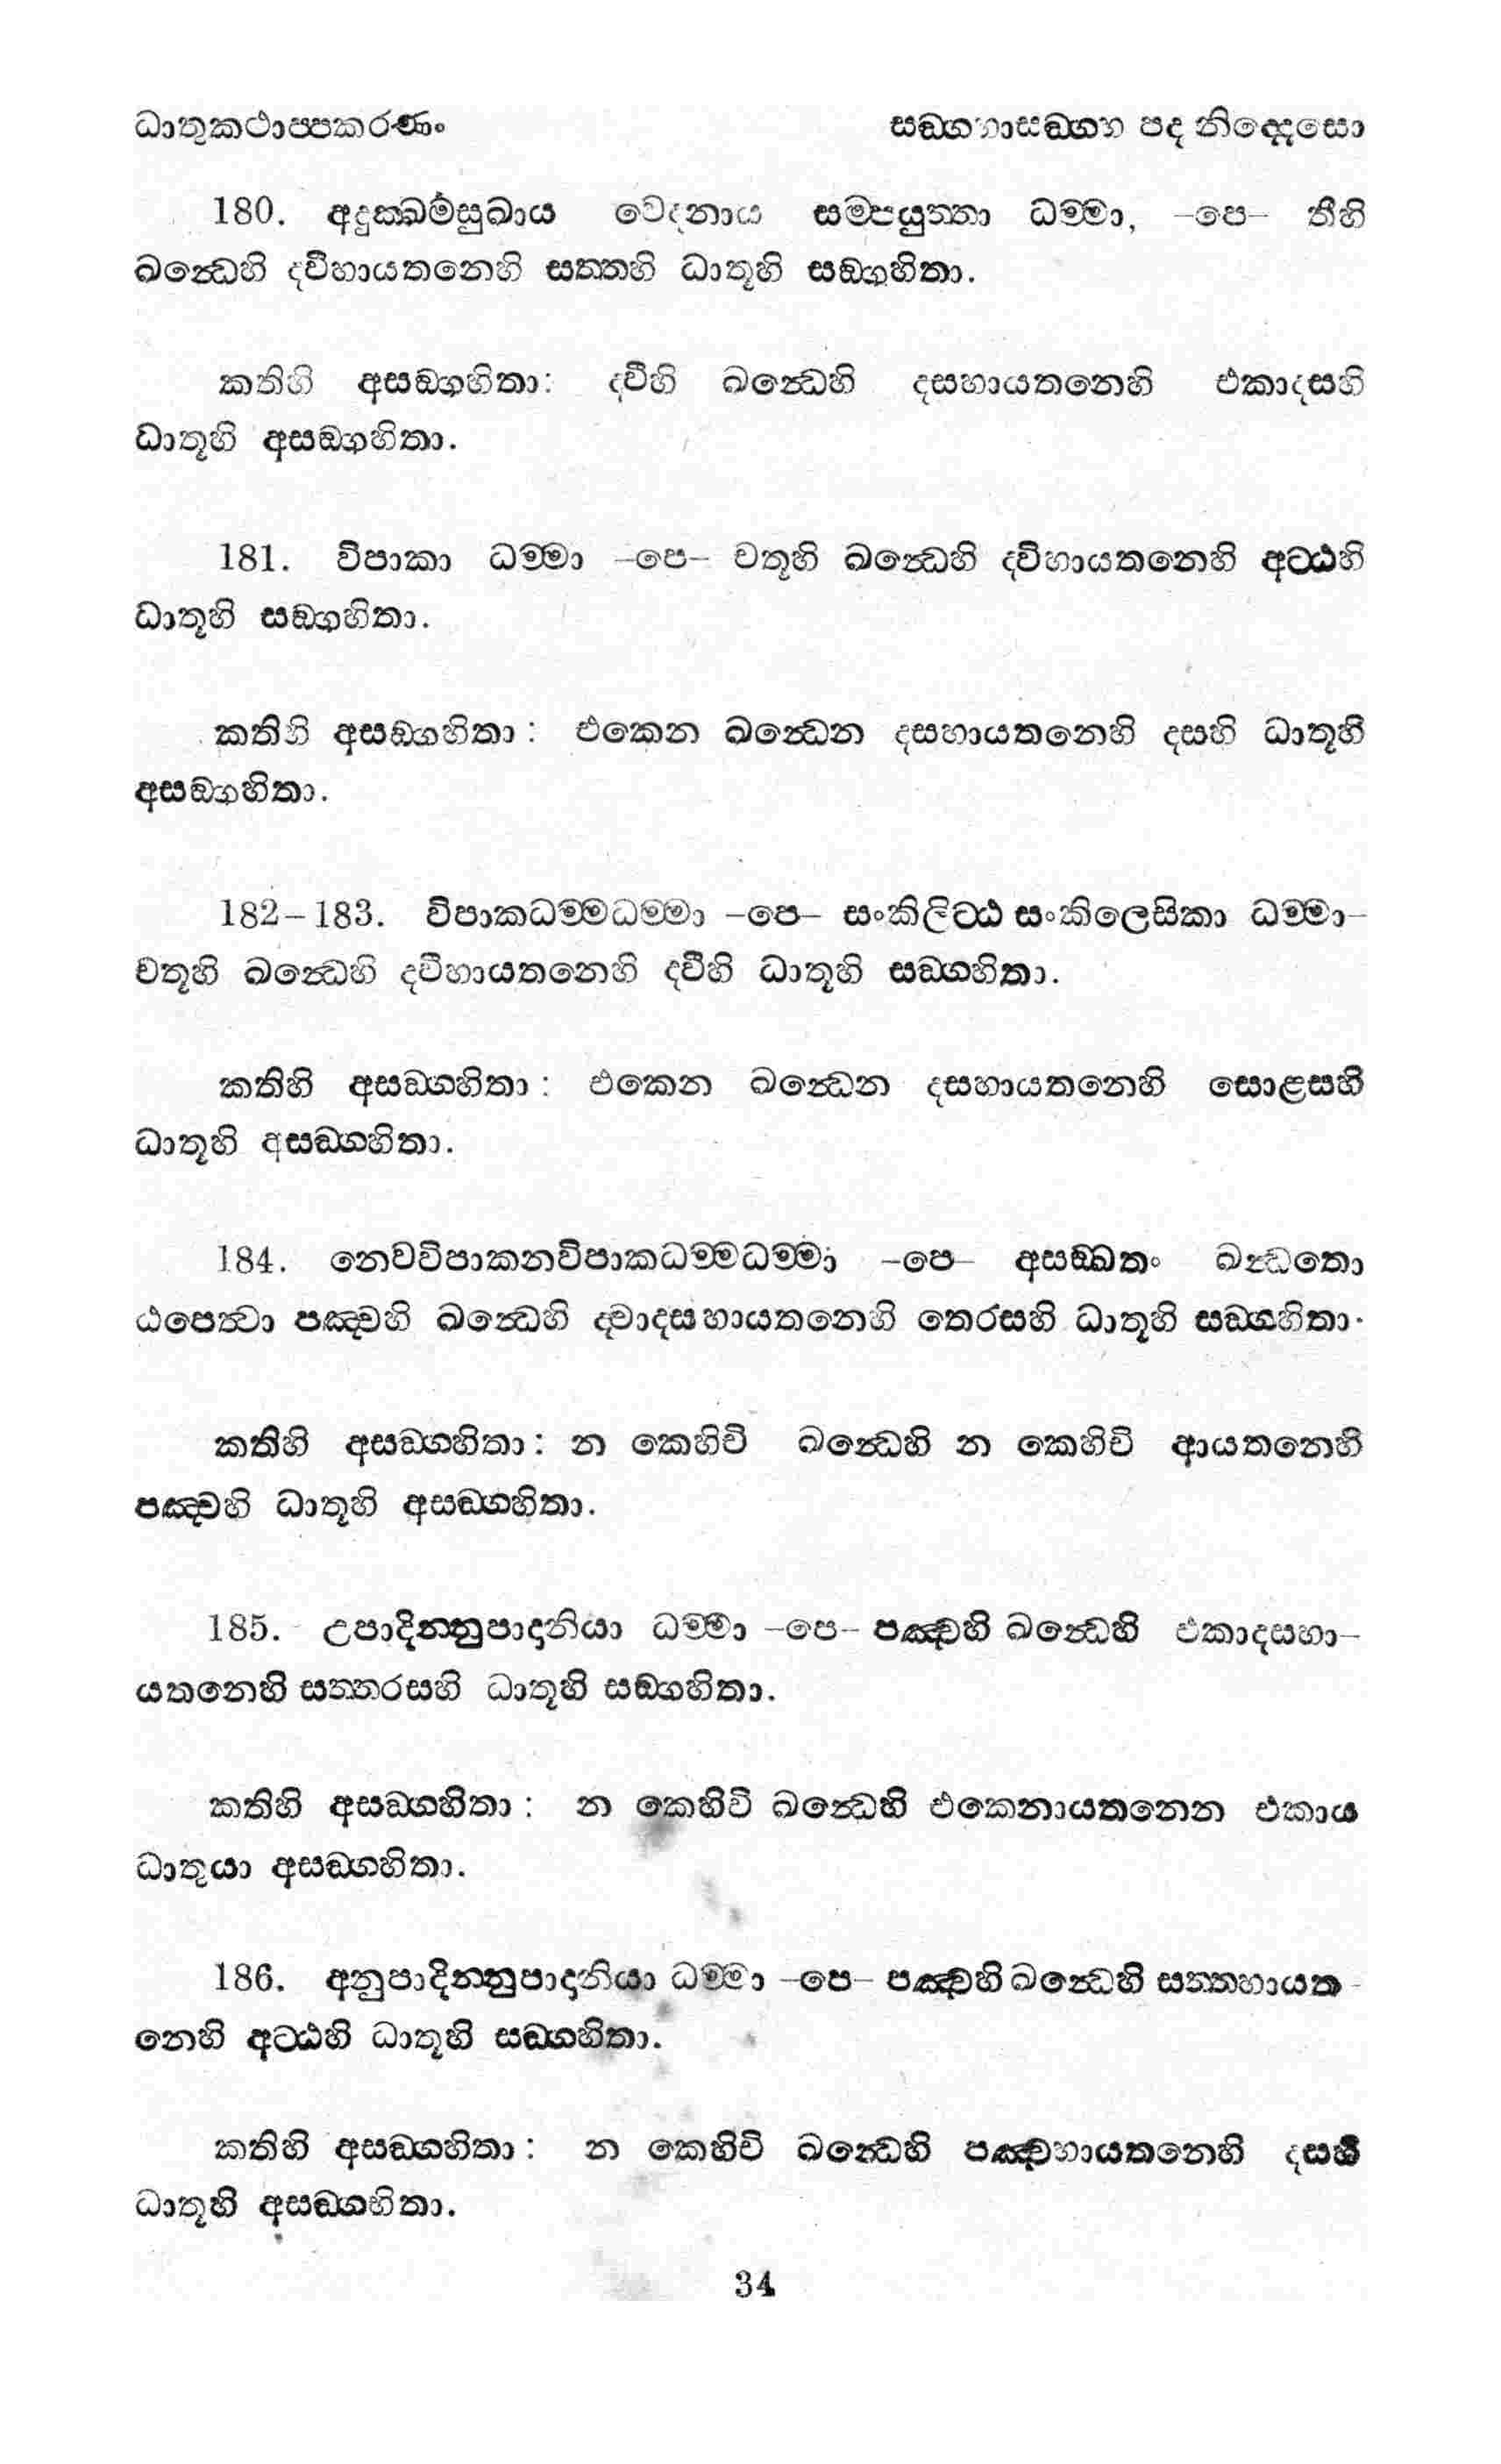 ධාතුකථාප්පකරණං සඞ්ගහාසඞ්ගහ පද නිද්දෙසො
180. අදුක්ඛමසුඛාය වෙදනාය සම්පයුත්තා ධම්මා, –පෙ– තීහි
ඛන්ධෙහි ද්වීහායතනෙහි සත්තහි ධාතූහි සඞ්ගහිතා.
කතිහි අසඞ්ගහිතා: ද්වීහි ඛන්ධෙහි දසහායතනෙහි එකාදසහි
ධාතූහි අසඞ්ගහිතා.
181. විපාකා ධම්මා –පෙ– චතූහි ඛන්ධෙහි ද්වීහායතනෙහි අට්ඨහි
ධාතූහි සඞ්ගහිතා.
කතිහි අසඞ්ගහිතා: එකෙන ඛන්ධෙන දසහායතනෙහි දසහි ධාතූහි
අසඞ්ගහිතා.
182–183. විපාකධම්මධම්මා –පෙ– සංකිලිට්ඨ සංකිලෙසිකා ධම්මා–
චතූහි ඛන්ධෙහි ද්වීහායතනෙහි ද්වීහි ධාතූහි සඞ්ගහිතා.
කතිහි අසඞ්ගහිතා: එකෙන ඛන්ධෙන දසහායතනෙහි සොළසහි
ධාතූහි අසඞ්ගහිතා.
184. නෙවවිපාකනවිපාකධම්මධම්මා –පෙ– අසඞ්ඛතං ඛන්ධතො
ඨපෙත්වා පඤ්චහි ඛන්ධෙහි ද්වාදසහායතනෙහි තෙරසහි ධාතූහි සඞ්ගහිතා.
කතිහි අසඞ්ගහිතා: න කෙහිචි ඛන්ධෙහි න කෙහිචි ආයතනෙහි
පඤ්චහි ධාතූහි අසඞ්ගහිතා.
185. උපාදින්නුපාදානියා ධම්මා –පෙ– පඤ්චහි ඛන්ධෙහි එකාදසහා–
යතනෙහි සත්තරසහි ධාතූහි සඞ්ගහිතා.
කතිහි අසඞ්ගහිතා: න කෙහිචි ඛන්ධෙහි එකෙනායතනෙන එකාය
ධාතුයා අසඞ්ගහිතා.
186. අනුපාදින්නුපාදානියා ධම්මා –පෙ– පඤ්චහි ඛන්ධෙහි සත්තහායත-
නෙහි අට්ඨහි ධාතූහි සඞ්ගහිතා.
කතිහි අසඞ්ගහිතා: න කෙහිචි ඛන්ධෙහි පඤ්චහායතනෙහි දසහි
ධාතූහි අසඞ්ගහිතා.
34